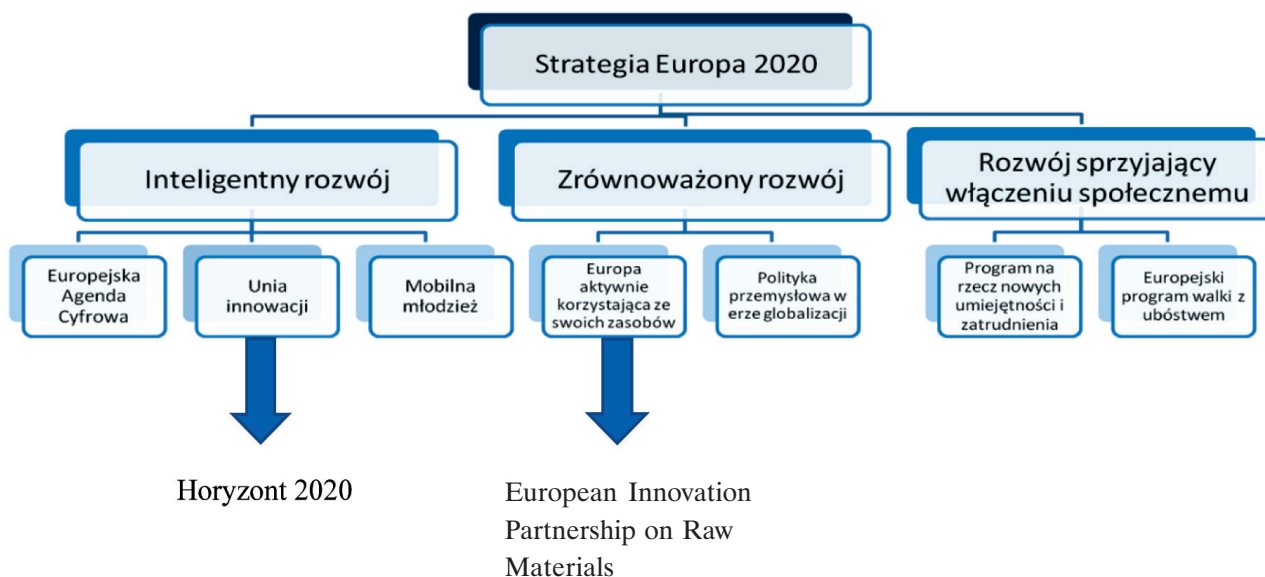 Strategia Europa 2020
Inteligentny rozwój
Zrównoważony rozwój
Rozwój sprzyjający
włączeniu społecznemu
Europejska
Agenda
Cyfrowa
Unia
innowacji
Mobilna
młodzież
Europa
aktywnie
korzystająca ze
swoich zasobów
Polityka
przemysłowa w
erze globalizacji
Program na
rzecz nowych
umiejętności i
zatrudnienia
Europejski
program walki z
ubóstwem
Horyzont 2020
European Innovation
Partnership on Raw
Materials